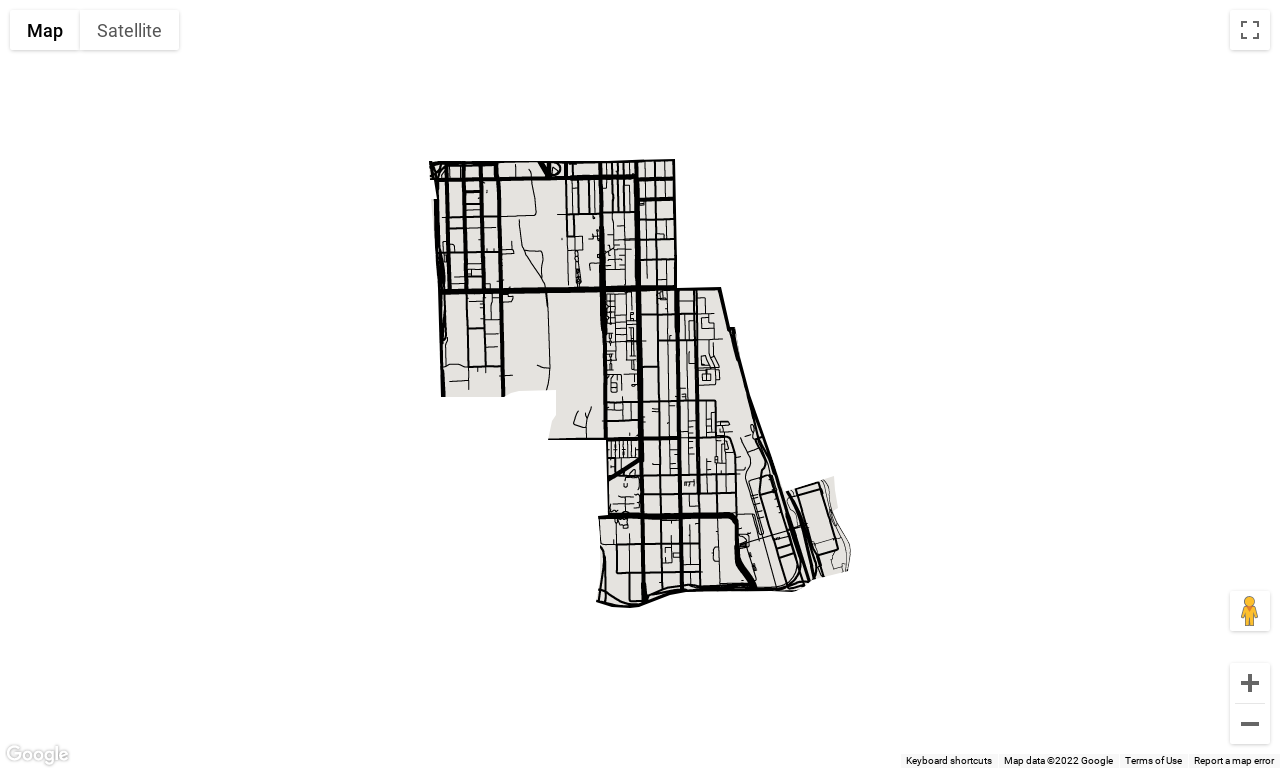 Map Satellite
Google
Keyboard shortcuts Map data ©2022 Google Terms of Use Report a map error